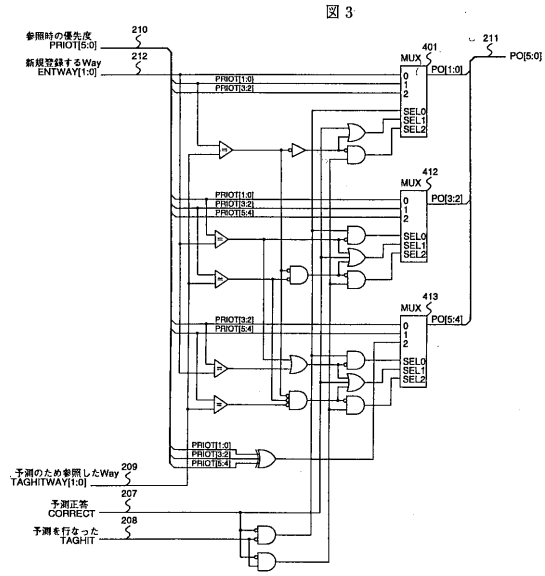 図 3
参照時の優先度
PRIOT[5:0]
210
新規登録するWay
ENTWAY[1:0]
212
211
PO[5:0]
MUX
401
PRIOT[1:0]
PRIOT[3:2]
0
1
2
SEL0
SEL1
SEL2
PO[1:0]
=
MUX
412
PRIOT[1:0]
PRIOT[3:2]
PRIOT[5:4]
0
1
2
SEL0
SEL1
SEL2
PO[3:2]
=
=
MUX
413
PRIOT[3:2]
PRIOT[5:4]
0
1
2
SEL0
SEL1
SEL2
PO[5:4]
=
=
PRIOT[1:0]
PRIOT[3:2]
PRIOT[5:4]
予測のため参照したWay
TAGHITWAY[1:0]
209
予測正答
CORRECT
207
予測を行なった
TAGHIT
208